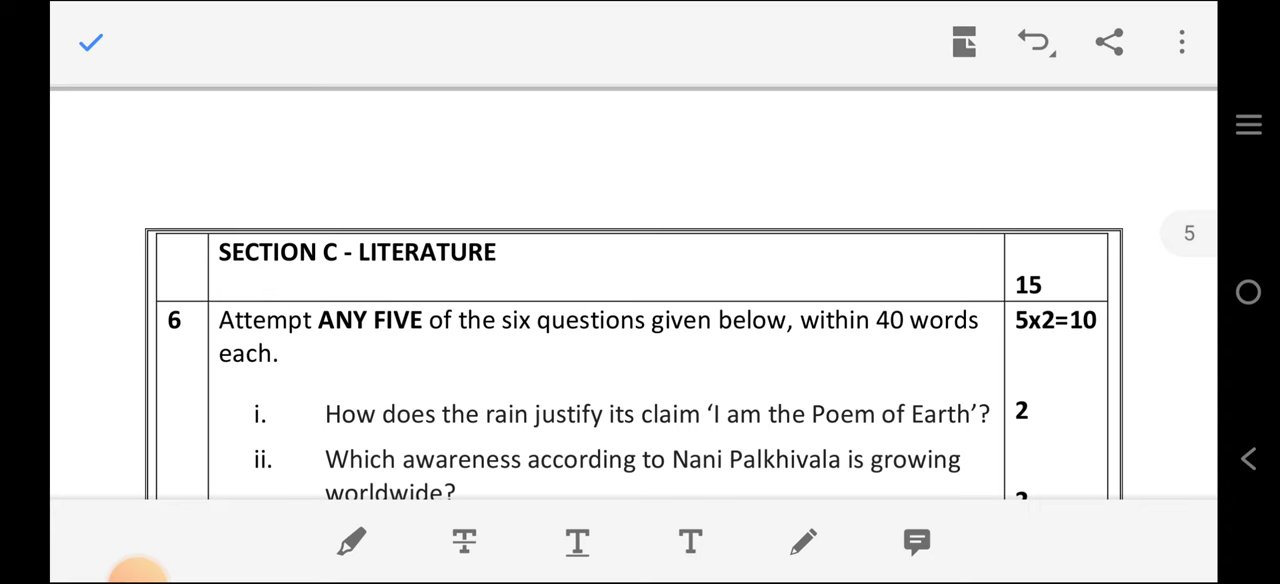 5
SECTION C - LITERATURE
15
6 Attempt ANY FIVE of the six questions given below, within 40 words 5x2=10
each.
i. How does the rain justify its claim ‘I am the Poem of Earth’? 2
ii. Which awareness according to Nani Palkhivala is growing
worldwide?
T T T